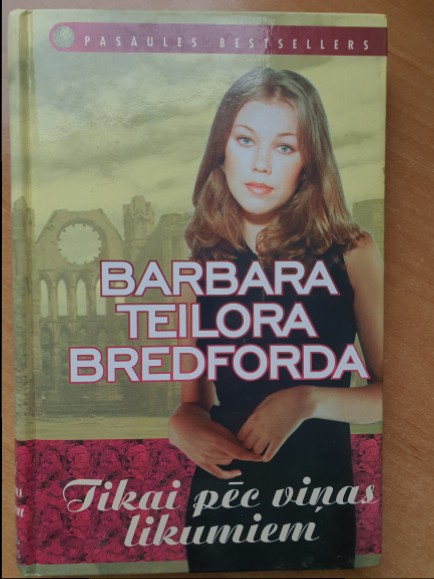 PASAULES BESTSELLERS
BARBARA
TEILORA
BREDFORDA
Tikai pēc viņas
likumiem